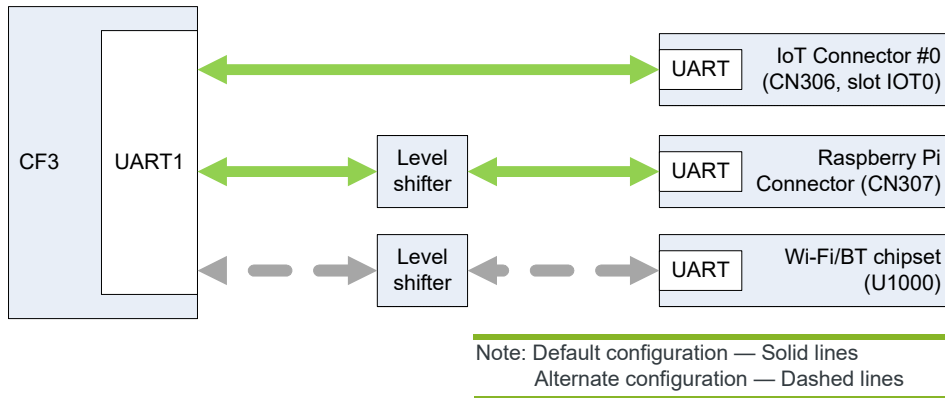 CF3
UART1
UART
IoT Connector #0
(CN306, slot IOT0)
Level
shifter
UART
Raspberry Pi
Connector (CN307)
Level
shifter
UART
Wi-Fi/BT chipset
(U1000)
Note: Default configuration — Solid lines
Alternate configuration — Dashed lines